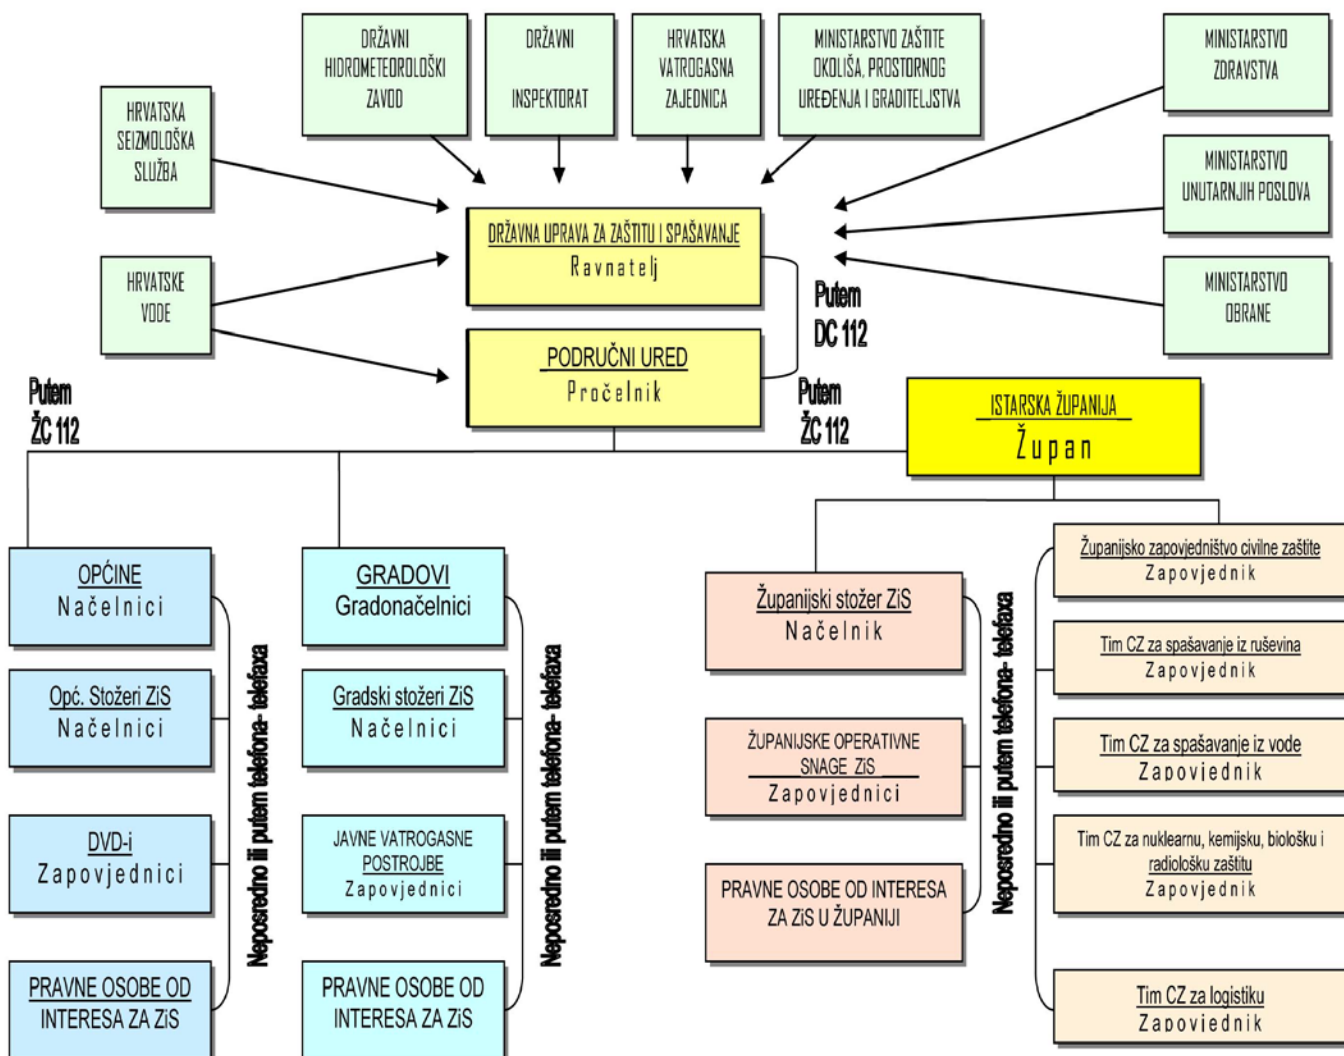 DRŽAVNI
HIDROMETEOROLOŠKI
ZAVOD
DRŽAVNI
INSPEKTORAT
HRVATSKA
VATROGASNA
ZAJEDNICA
MINISTARSTVO ZAŠTITE
OKOLIŠA, PROSTORNOG
UREĐENJA I GRADITELJSTVA
MINISTARSTVO
ZDRAVSTVA
HRVATSKA
SEIZMOLOŠKA
SLUŽBA
MINISTARSTVO
UNUTARNJIH POSLOVA
DRŽAVNA UPRAVA ZA ZAŠTITU I SPAŠAVANJE
Ravnatelj
HRVATSKE
VODE
MINISTARSTVO
OBRANE
Putem
DC 112
PODRUČNI URED
Pročelnik
Putem
ŽC 112
Putem
ŽC 112
ISTARSKA ŽUPANIJA
Župan
OPĆINE
Načelnici
Opć. Stožeri ZiS
Načelnici
DVD-i
Zapovjednici
PRAVNE OSOBE OD
INTERESA ZA ZiS
Neposredno ili putem telefona- telefaxa
GRADOVI
Gradonačelnici
Gradski stožeri ZiS
Načelnici
JAVNE VATROGASNE
POSTROJBE
Zapovjednici
PRAVNE OSOBE OD
INTERESA ZA ZiS
Neposredno ili putem telefona- telefaxa
Županijski stožer ZiS
Načelnik
ŽUPANIJSKE OPERATIVNE
SNAGE ZiS
Zapovjednici
PRAVNE OSOBE OD INTERESA
ZA ZiS U ŽUPANIJI
Neposredno ili putem telefona- telefaxa
Županijsko zapovjedništvo civilne zaštite
Zapovjednik
Tim CZ za spašavanje iz ruševina
Zapovjednik
Tim CZ za spašavanje iz vode
Zapovjednik
Tim CZ za nuklearnu, kemijsku, biološku i
radiološku zaštitu
Zapovjednik
Tim CZ za logistiku
Zapovjednik